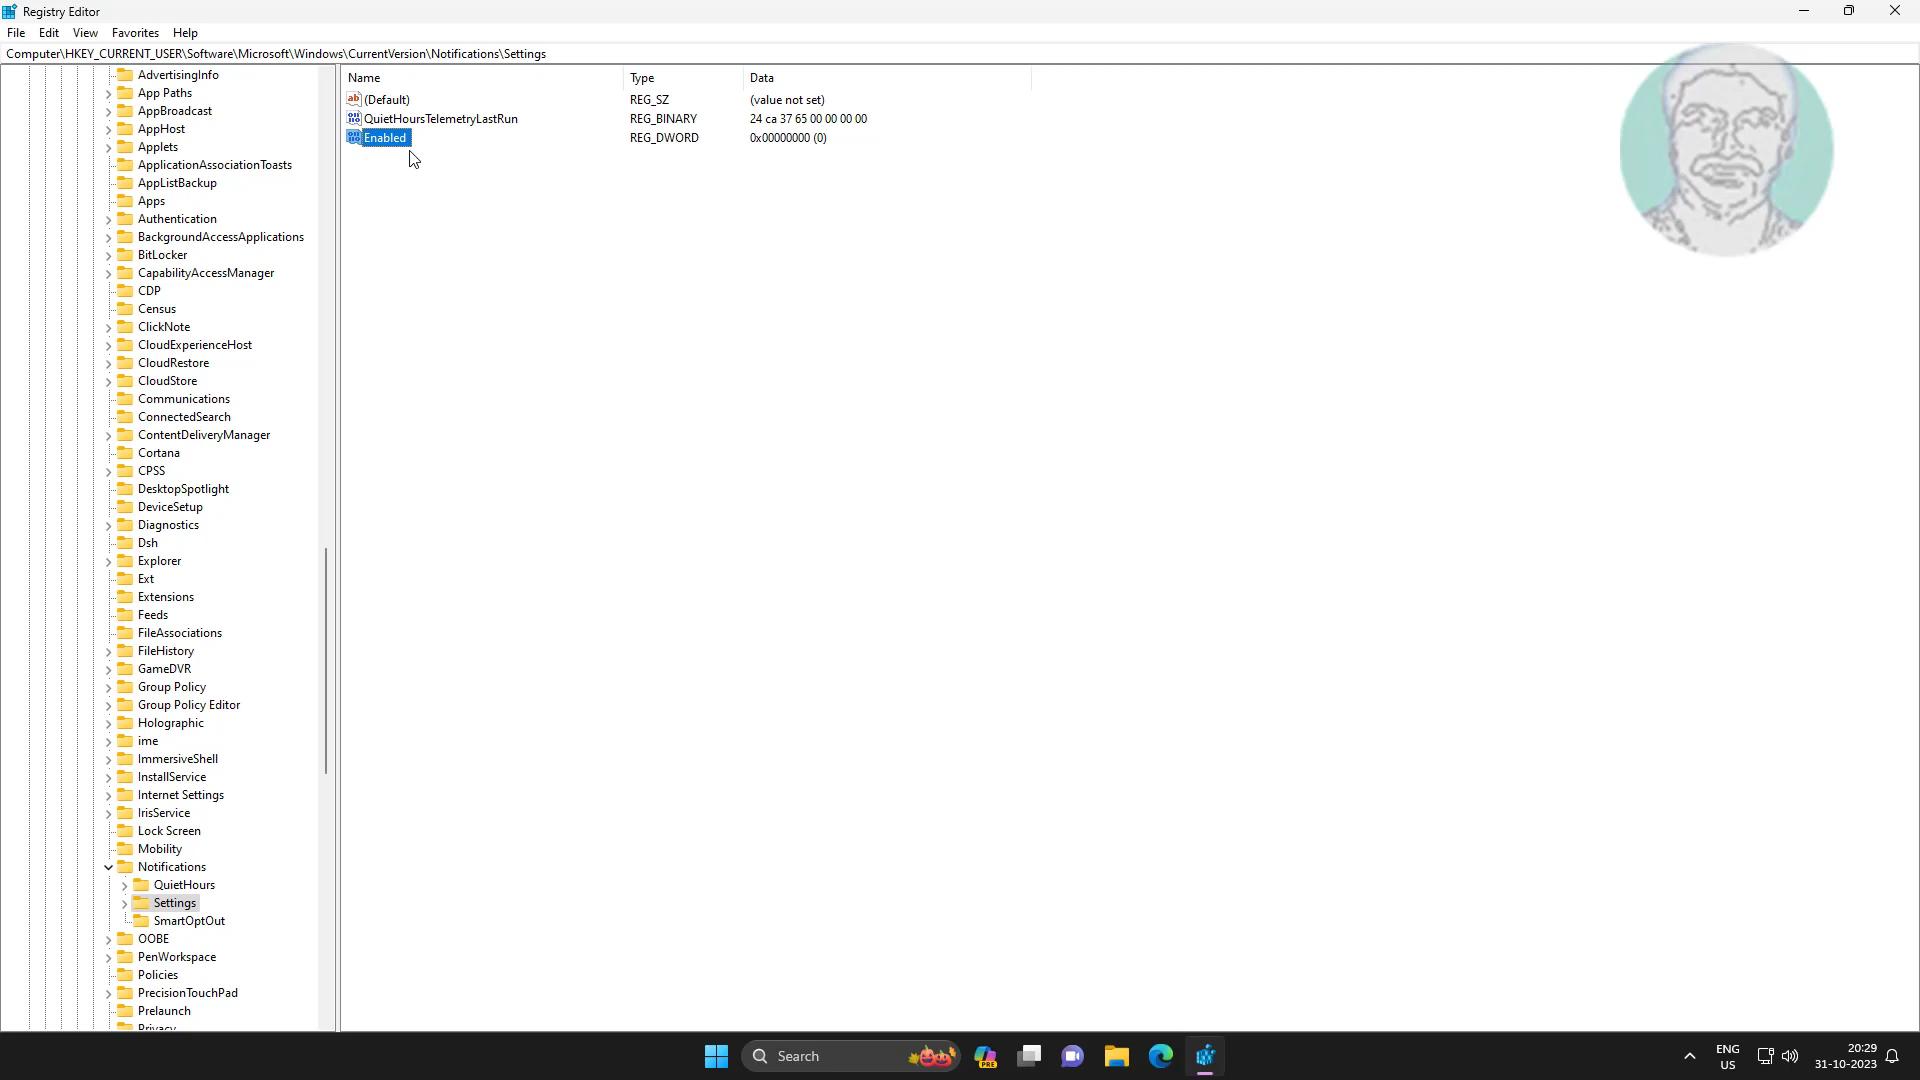 Registry Editor
File Edit View Favorites Help
Computer\HKEY_CURRENT_USER\Software\Microsoft\Windows\CurrentVersion\Notifications\Settings
AdvertisingInfo
App Paths
AppBroadcast
AppHost
Applets
ApplicationAssociationToasts
AppListBackup
Apps
Authentication
BackgroundAccessApplications
BitLocker
CapabilityAccessManager
CDP
Census
ClickNote
CloudExperienceHost
CloudRestore
CloudStore
Communications
ConnectedSearch
ContentDeliveryManager
Cortana
CPSS
DesktopSpotlight
DeviceSetup
Diagnostics
Dsh
Explorer
Ext
Extensions
Feeds
FileAssociations
FileHistory
GameDVR
Group Policy
Group Policy Editor
Holographic
ime
ImmersiveShell
InstallService
Internet Settings
IrisService
Lock Screen
Mobility
Notifications
QuietHours
Settings
SmartOptOut
OOBE
PenWorkspace
Policies
PrecisionTouchPad
Prelaunch
Privacy
Name Type Data
(Default) REG_SZ (value not set)
QuietHoursTelemetryLastRun REG_BINARY 24 ca 37 65 00 00 00 00
Enabled REG_DWORD 0x00000000 (0)
Search
PRE
ENG
US
20:29
31-10-2023